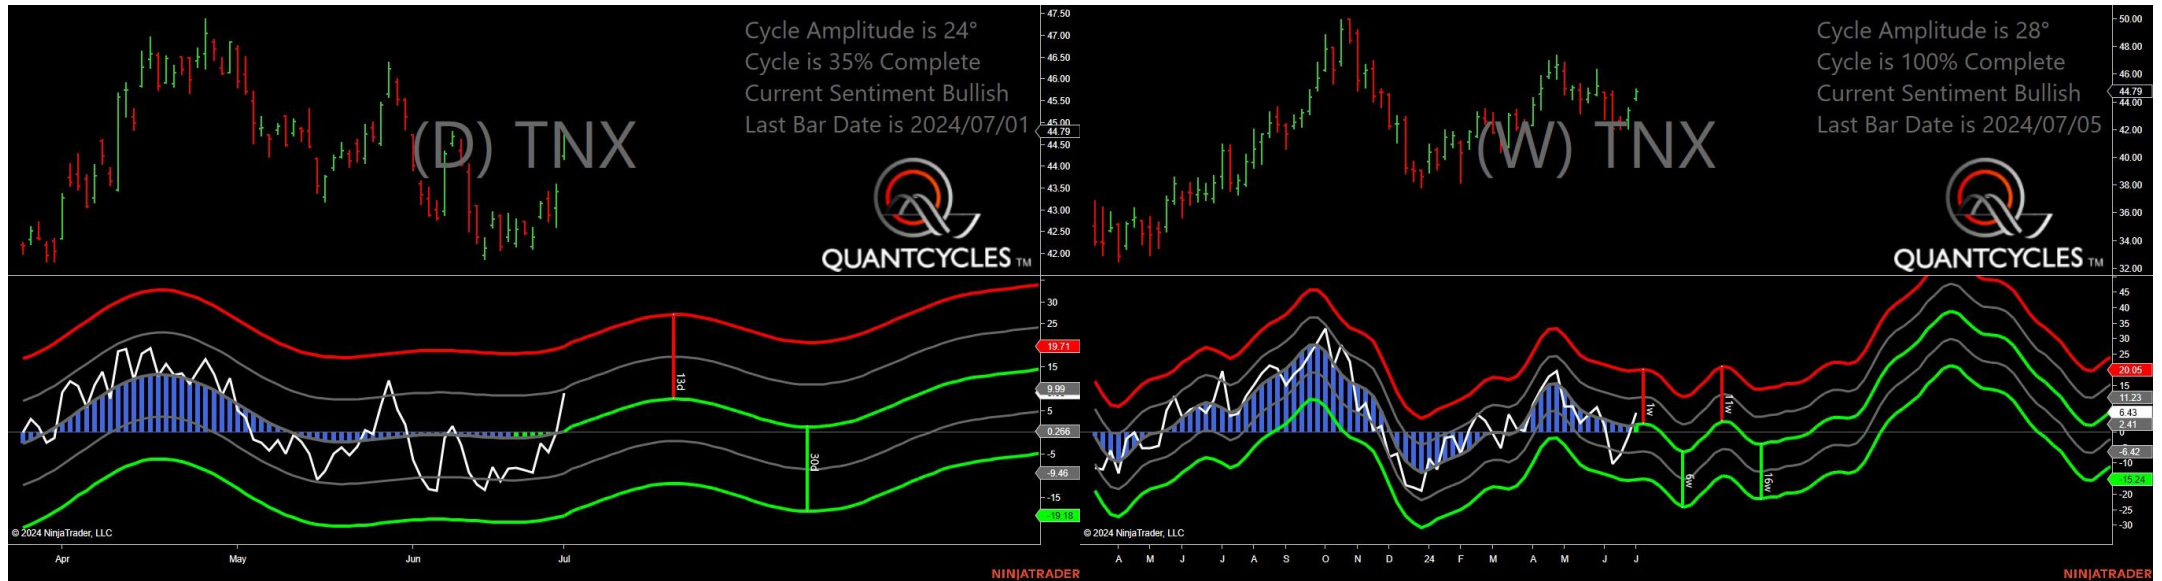 Cycle Amplitude is 24°
Cycle is 35% Complete
Current Sentiment Bullish
Last Bar Date is 2024/07/01
(D) TNX
QUANTCYCLES TM
47.50
47.00
46.50
46.00
45.50
45.00
44.79
44.50
44.00
43.50
43.00
42.50
42.00
13d
30d
30
25
19.71
15
9.99
5
0.266
-5
-9.46
-15
-19.18
© 2024 NinjaTrader, LLC
Apr
May
Jun
Jul
NINJATRADER
Cycle Amplitude is 28°
Cycle is 100% Complete
Current Sentiment Bullish
Last Bar Date is 2024/07/05
(W) TNX
QUANTCYCLES TM
50.00
48.00
46.00
44.79
44.00
42.00
40.00
38.00
36.00
34.00
32.00
1w
11w
6w
16w
45
40
35
30
25
20.05
15
11.23
6.43
2.41
-6.42
-10
-15.24
-20
-25
-30
© 2024 NinjaTrader, LLC
A M J J A S O N D 24 F M A M J J
NINJATRADER